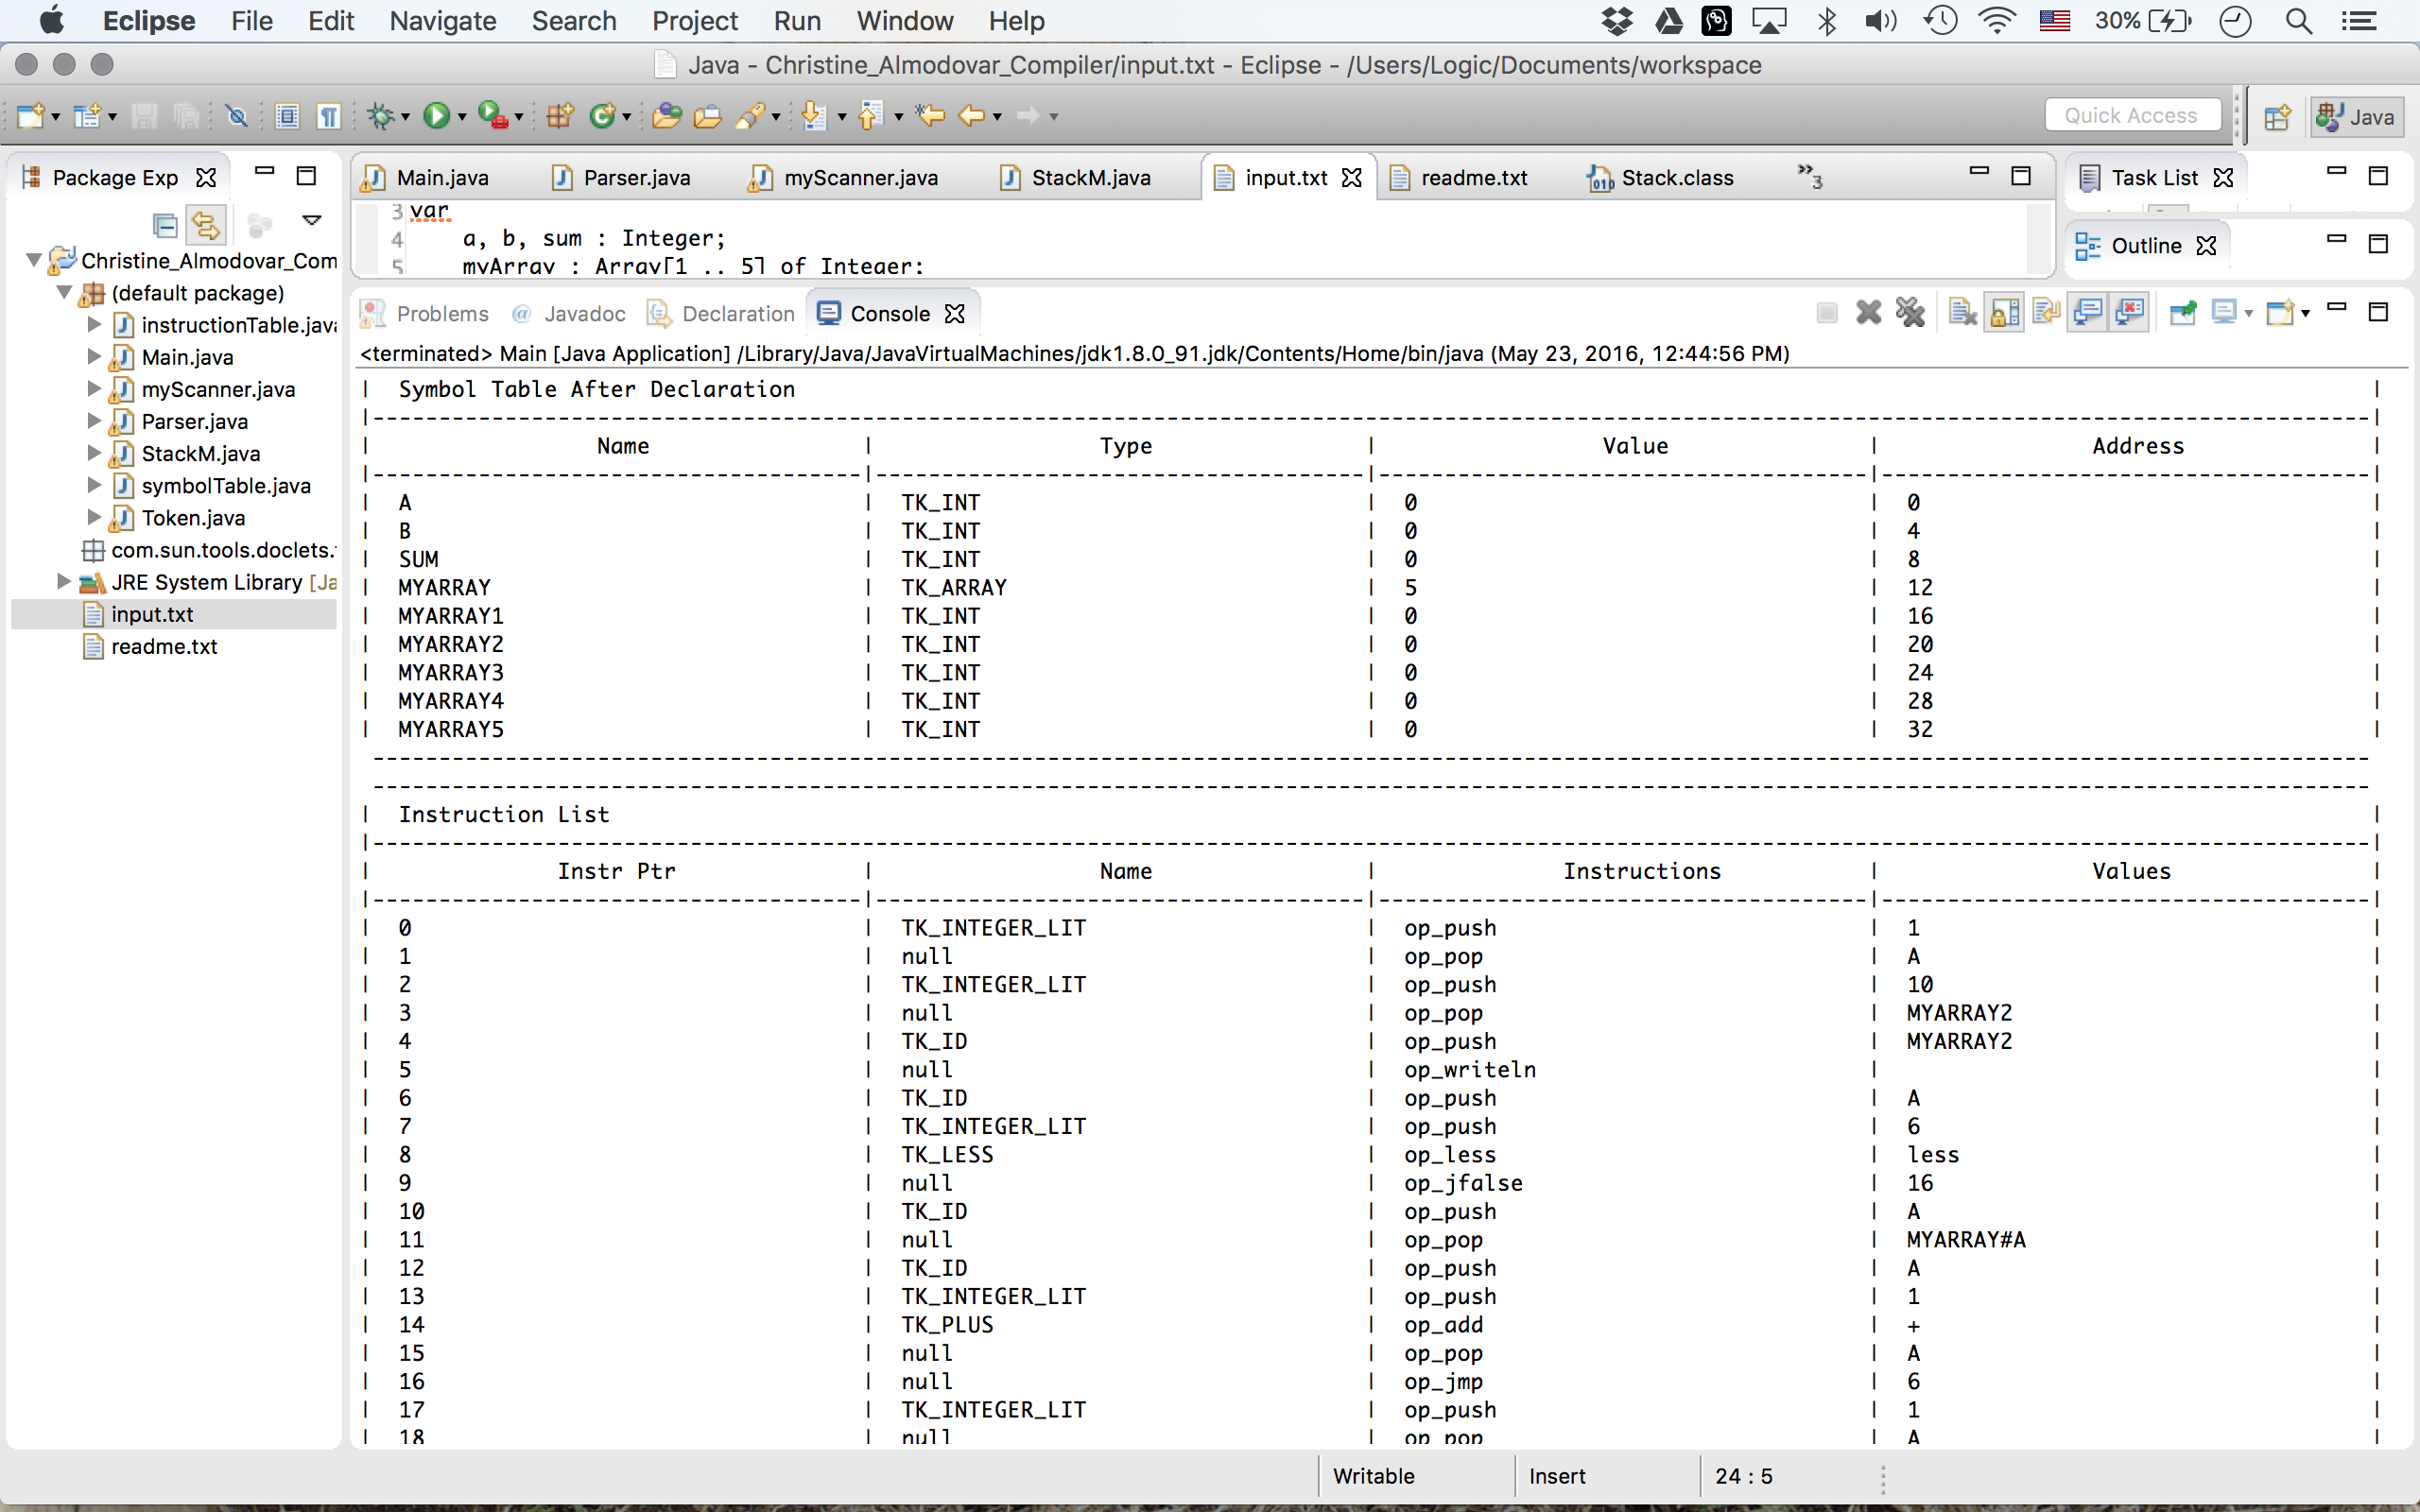 Eclipse File Edit Navigate Search Project Run Window Help 30%
Java - Christine_Almodovar_Compiler/input.txt - Eclipse - /Users/Logic/Documents/workspace
Quick Access Java
Package Exp
Christine_Almodovar_Com
(default package)
instructionTable.java
Main.java
myScanner.java
Parser.java
StackM.java
symbolTable.java
Token.java
com.sun.tools.doclets.
JRE System Library [Ja
input.txt
readme.txt
Main.java Parser.java myScanner.java StackM.java input.txt readme.txt Stack.class »3
3 var
4 a, b, sum : Integer;
5 myArray : Array[1 .. 5] of Integer;
Task List
Outline
Problems @ Javadoc Declaration Console
<terminated> Main [Java Application] /Library/Java/JavaVirtualMachines/jdk1.8.0_91.jdk/Contents/Home/bin/java (May 23, 2016, 12:44:56 PM)
| Symbol Table After Declaration |
| Name | Type | Value | Address |
| A | TK_INT | 0 | 0 |
| B | TK_INT | 0 | 4 |
| SUM | TK_INT | 0 | 8 |
| MYARRAY | TK_ARRAY | 5 | 12 |
| MYARRAY1 | TK_INT | 0 | 16 |
| MYARRAY2 | TK_INT | 0 | 20 |
| MYARRAY3 | TK_INT | 0 | 24 |
| MYARRAY4 | TK_INT | 0 | 28 |
| MYARRAY5 | TK_INT | 0 | 32 |
| Instruction List |
| Instr Ptr | Name | Instructions | Values |
| 0 | TK_INTEGER_LIT | op_push | 1 |
| 1 | null | op_pop | A |
| 2 | TK_INTEGER_LIT | op_push | 10 |
| 3 | null | op_pop | MYARRAY2 |
| 4 | TK_ID | op_push | MYARRAY2 |
| 5 | null | op_writeln | |
| 6 | TK_ID | op_push | A |
| 7 | TK_INTEGER_LIT | op_push | 6 |
| 8 | TK_LESS | op_less | less |
| 9 | null | op_jfalse | 16 |
| 10 | TK_ID | op_push | A |
| 11 | null | op_pop | MYARRAY#A |
| 12 | TK_ID | op_push | A |
| 13 | TK_INTEGER_LIT | op_push | 1 |
| 14 | TK_PLUS | op_add | + |
| 15 | null | op_pop | A |
| 16 | null | op_jmp | 6 |
| 17 | TK_INTEGER_LIT | op_push | 1 |
| 18 | null | op_pop | A |
Writable Insert 24 : 5